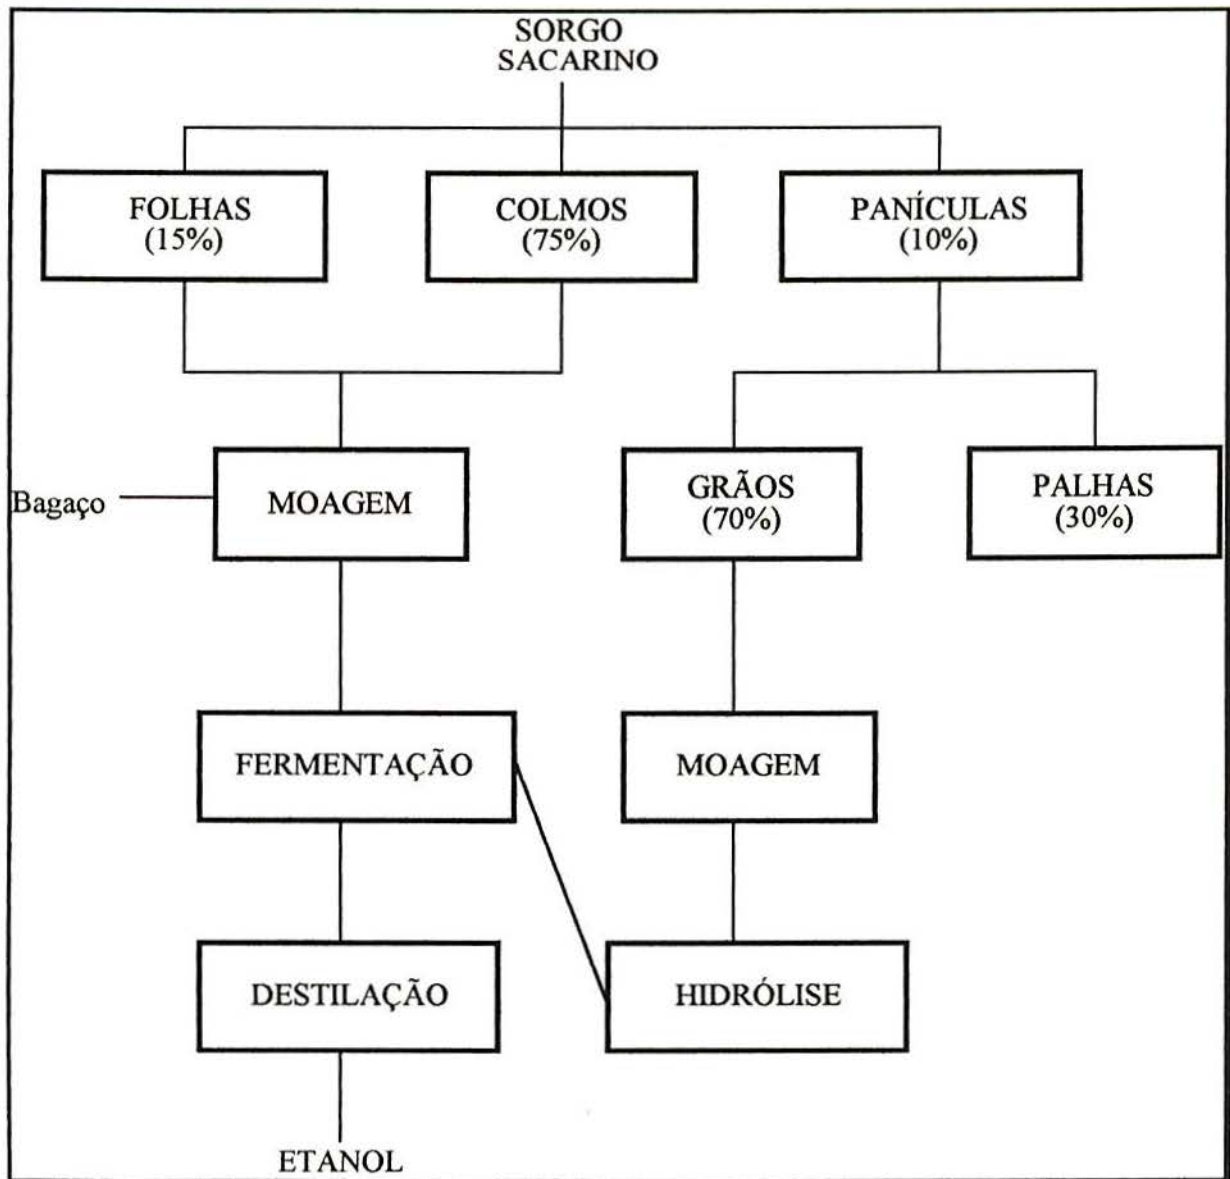 SORGO
SACARINO
FOLHAS
(15%)
COLMOS
(75%)
PANÍCULAS
(10%)
Bagaço
MOAGEM
GRÃOS
(70%)
PALHAS
(30%)
FERMENTAÇÃO
MOAGEM
DESTILAÇÃO
HIDRÓLISE
ETANOL